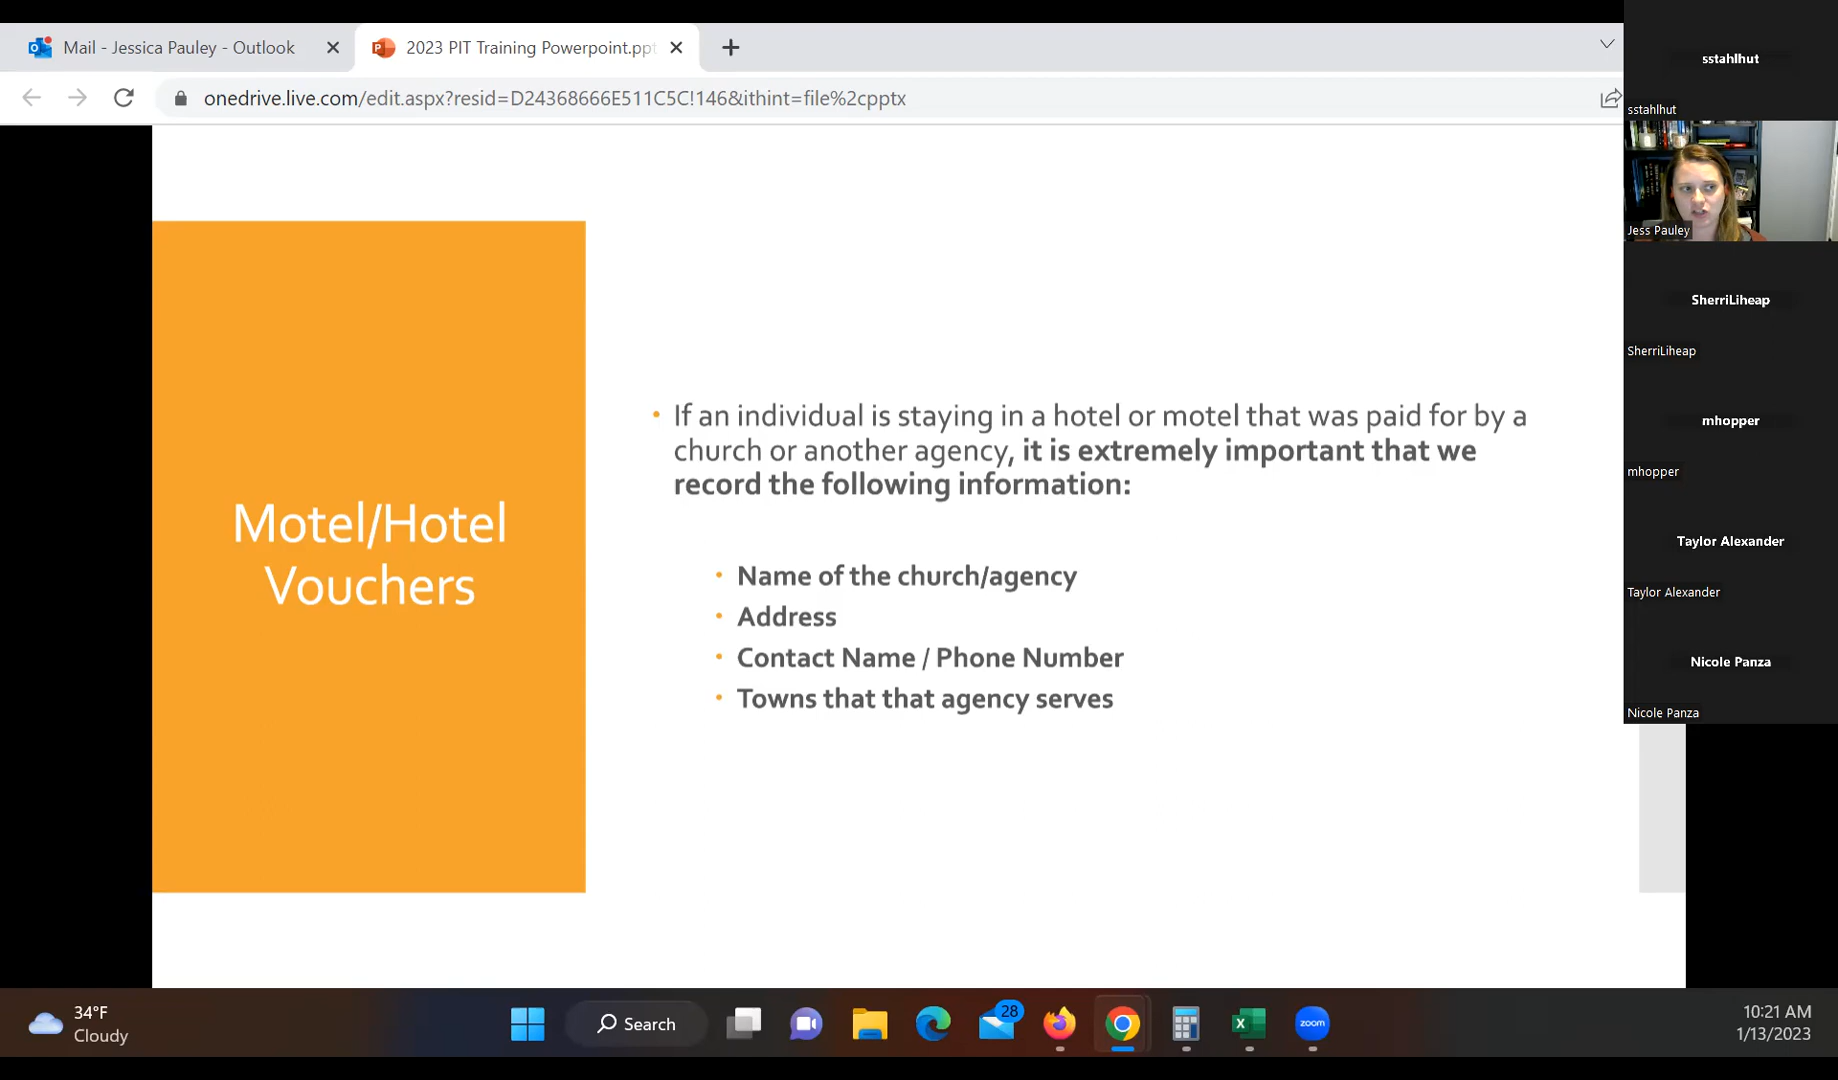 Mail - Jessica Pauley - Outlook
2023 PIT Training Powerpoint.ppt
onedrive.live.com/edit.aspx?resid=D24368666E511C5C!146&ithint=file%2cpptx
Motel/Hotel
Vouchers
If an individual is staying in a hotel or motel that was paid for by a
church or another agency, it is extremely important that we
record the following information:
Name of the church/agency
Address
Contact Name / Phone Number
Towns that that agency serves
sstahlhut
sstahlhut
Jess Pauley
SherriLiheap
SherriLiheap
mhopper
mhopper
Taylor Alexander
Taylor Alexander
Nicole Panza
Nicole Panza
34°F
Cloudy
Search
28
zoom
10:21 AM
1/13/2023